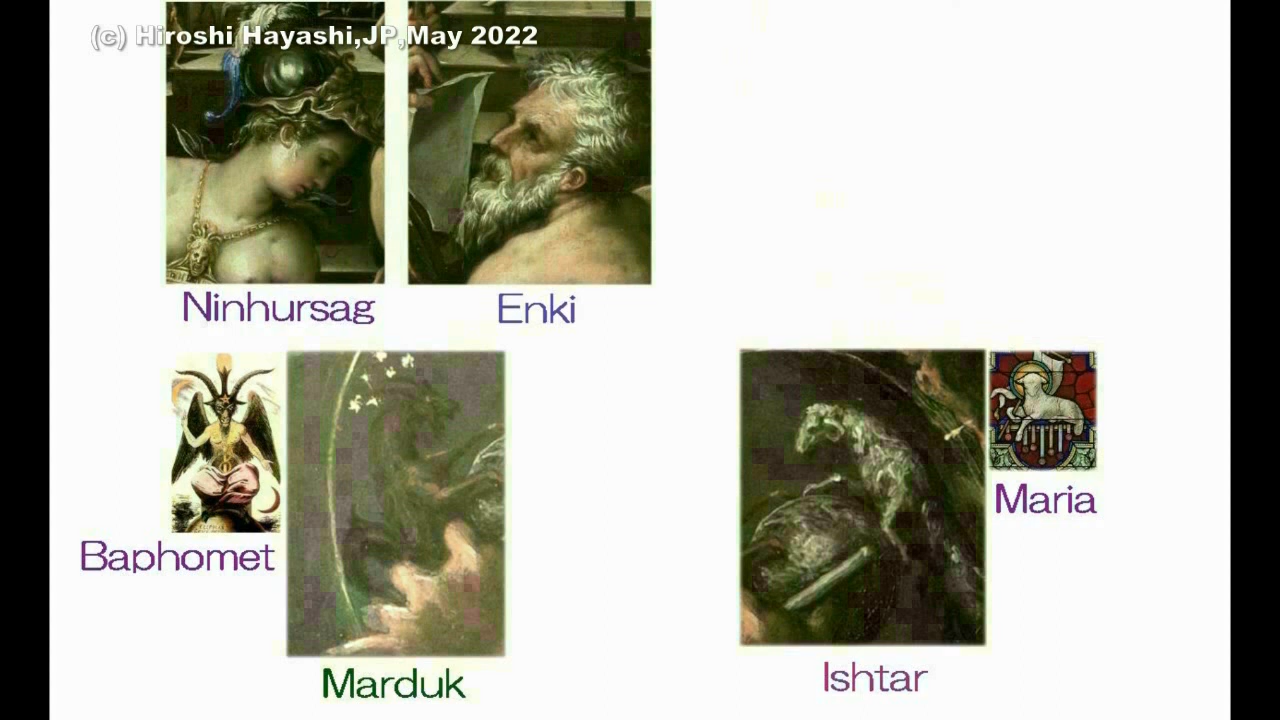 (c) Hiroshi Hayashi,JP,May 2022
Ninhursag
Enki
Baphomet
Maria
Marduk
Ishtar